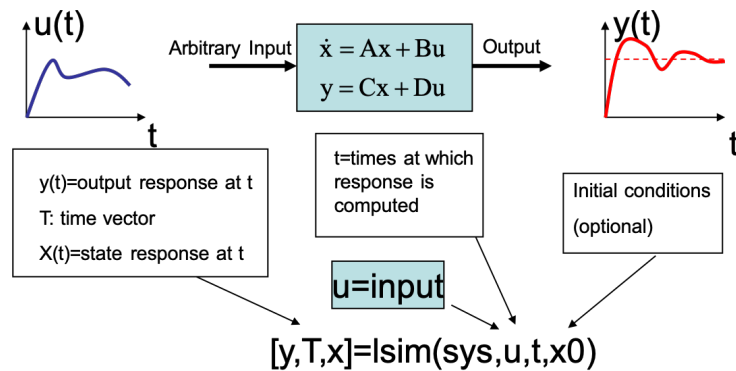 u(t)
t
Arbitrary Input
ẋ = Ax + Bu
y = Cx + Du
Output
y(t)
t
y(t)=output response at t
T: time vector
X(t)=state response at t
t=times at which
response is
computed
Initial conditions
(optional)
u=input
[y,T,x]=lsim(sys,u,t,x0)